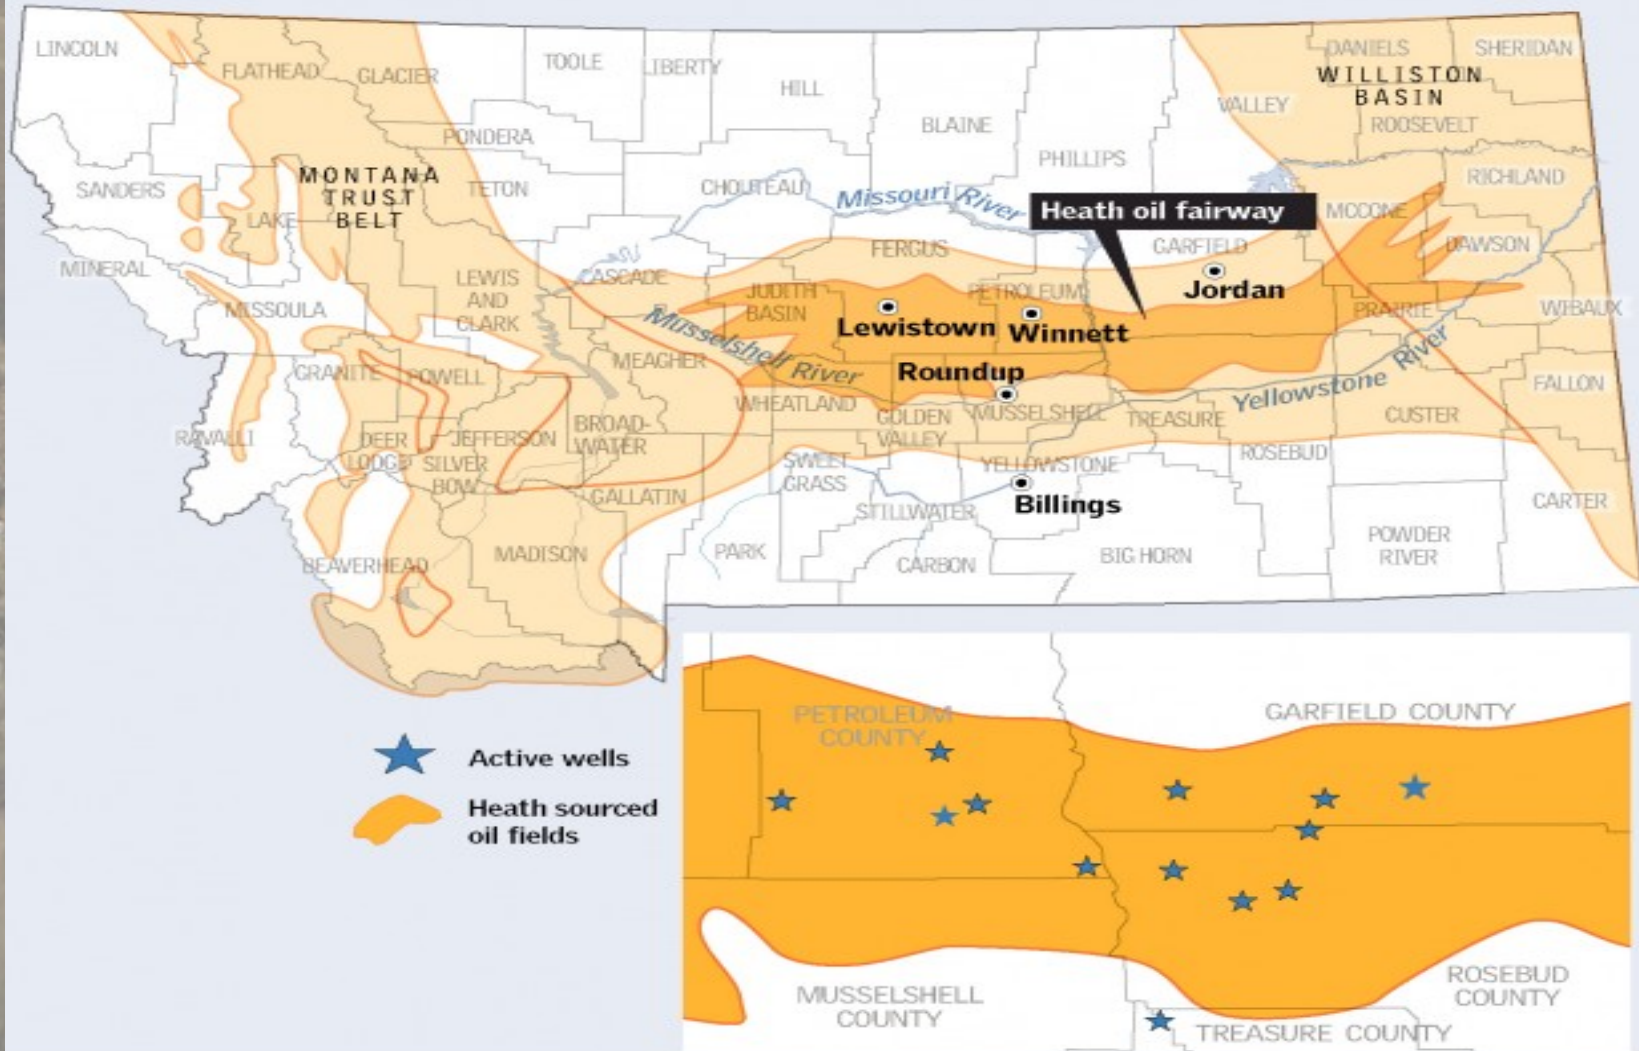 LINCOLN
FLATHEAD
GLACIER
TOOLE
LIBERTY
HILL
BLAINE
PHILLIPS
VALLEY
DANIELS
SHERIDAN
WILLISTON
BASIN
ROOSEVELT
PONDERA
SANDERS
MONTANA
TRUST
BELT
LAKE
TETON
CHOUTEAU
Missouri River
Heath oil fairway
RICHLAND
MCCONE
DAWSON
GARFIELD
FERGUS
MINERAL
MISSOULA
LEWIS
AND
CLARK
CASCADE
JUDITH
BASIN
PETROLEUM
Jordan
PRAIRIE
WIBAUX
Lewistown
Winnett
Musselshell River
MEAGHER
Roundup
GRANITE
POWELL
WHEATLAND
GOLDEN
VALLEY
MUSSELSHELL
TREASURE
Yellowstone River
CUSTER
FALLON
RAVALLI
DEER
LODGE
JEFFERSON
BROAD-
WATER
SILVER
BOW
GALLATIN
SWEET
GRASS
YELLOWSTONE
ROSEBUD
Billings
STILLWATER
CARTER
BEAVERHEAD
MADISON
PARK
CARBON
BIG HORN
POWDER
RIVER
Active wells
Heath sourced
oil fields
PETROLEUM
COUNTY
GARFIELD COUNTY
MUSSELSHELL
COUNTY
ROSEBUD
COUNTY
TREASURE COUNTY